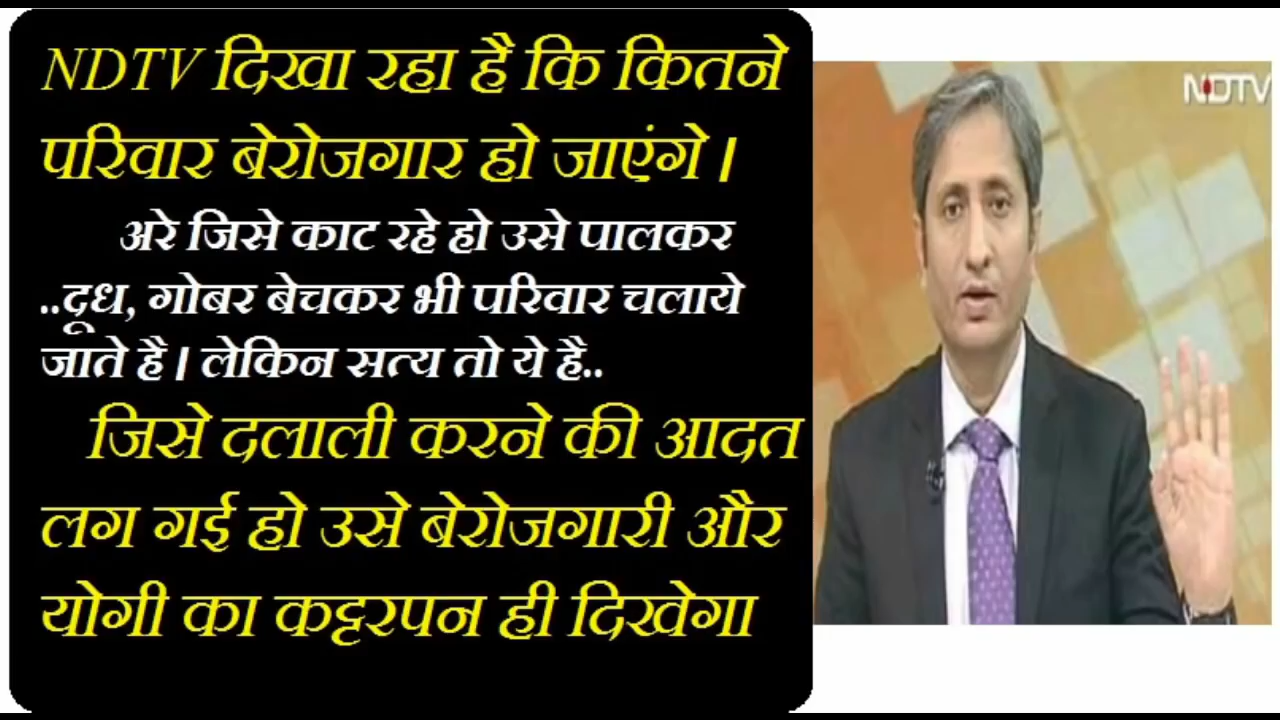 NDTV दिखा रहा है कि कितने
परिवार बेरोजगार हो जाएंगे।
अरे जिसे काट रहे हो उसे पालकर
..दूध, गोबर बेचकर भी परिवार चलाये
जाते है। लेकिन सत्य तो ये है..
जिसे दलाली करने की आदत
लग गई हो उसे बेरोजगारी और
योगी का कट्टरपन ही दिखेगा
NDTV